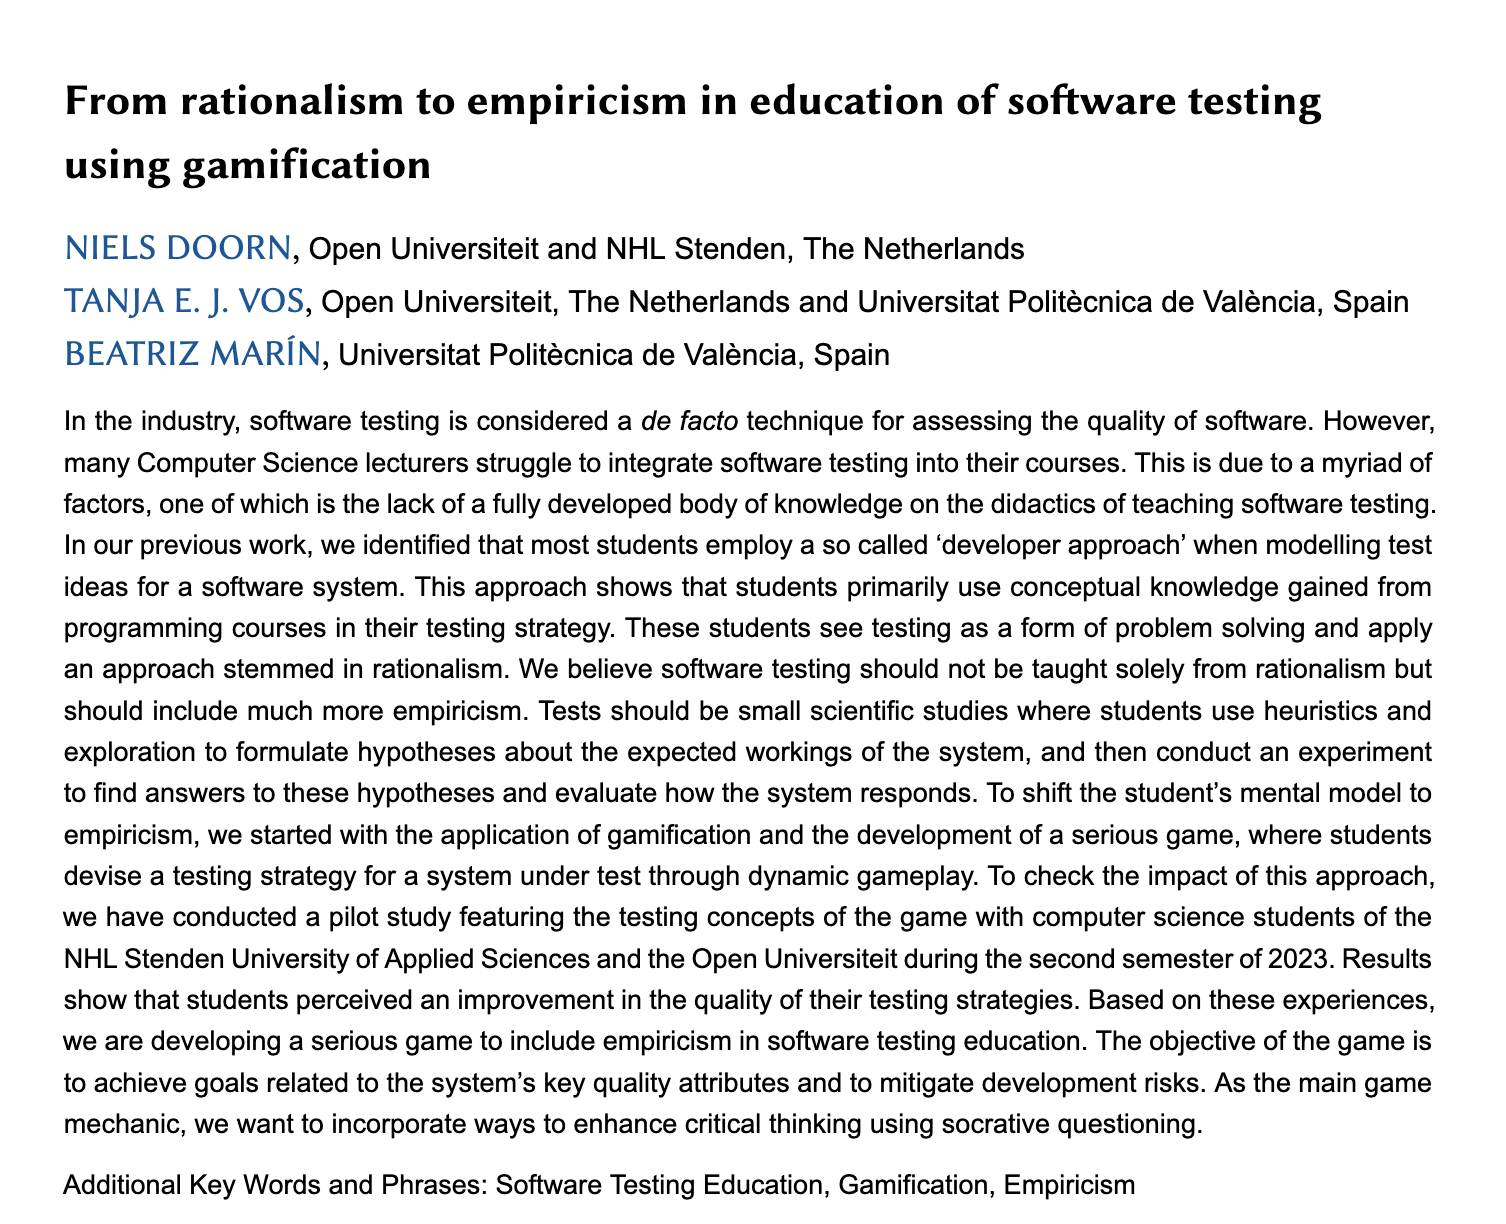 From rationalism to empiricism in education of software testing
using gamification
NIELS DOORN, Open Universiteit and NHL Stenden, The Netherlands
TANJA E. J. VOS, Open Universiteit, The Netherlands and Universitat Politècnica de València, Spain
BEATRIZ MARÍN, Universitat Politècnica de València, Spain
In the industry, software testing is considered a de facto technique for assessing the quality of software. However,
many Computer Science lecturers struggle to integrate software testing into their courses. This is due to a myriad of
factors, one of which is the lack of a fully developed body of knowledge on the didactics of teaching software testing.
In our previous work, we identified that most students employ a so called ‘developer approach’ when modelling test
ideas for a software system. This approach shows that students primarily use conceptual knowledge gained from
programming courses in their testing strategy. These students see testing as a form of problem solving and apply
an approach stemmed in rationalism. We believe software testing should not be taught solely from rationalism but
should include much more empiricism. Tests should be small scientific studies where students use heuristics and
exploration to formulate hypotheses about the expected workings of the system, and then conduct an experiment
to find answers to these hypotheses and evaluate how the system responds. To shift the student’s mental model to
empiricism, we started with the application of gamification and the development of a serious game, where students
devise a testing strategy for a system under test through dynamic gameplay. To check the impact of this approach,
we have conducted a pilot study featuring the testing concepts of the game with computer science students of the
NHL Stenden University of Applied Sciences and the Open Universiteit during the second semester of 2023. Results
show that students perceived an improvement in the quality of their testing strategies. Based on these experiences,
we are developing a serious game to include empiricism in software testing education. The objective of the game is
to achieve goals related to the system’s key quality attributes and to mitigate development risks. As the main game
mechanic, we want to incorporate ways to enhance critical thinking using socrative questioning.
Additional Key Words and Phrases: Software Testing Education, Gamification, Empiricism